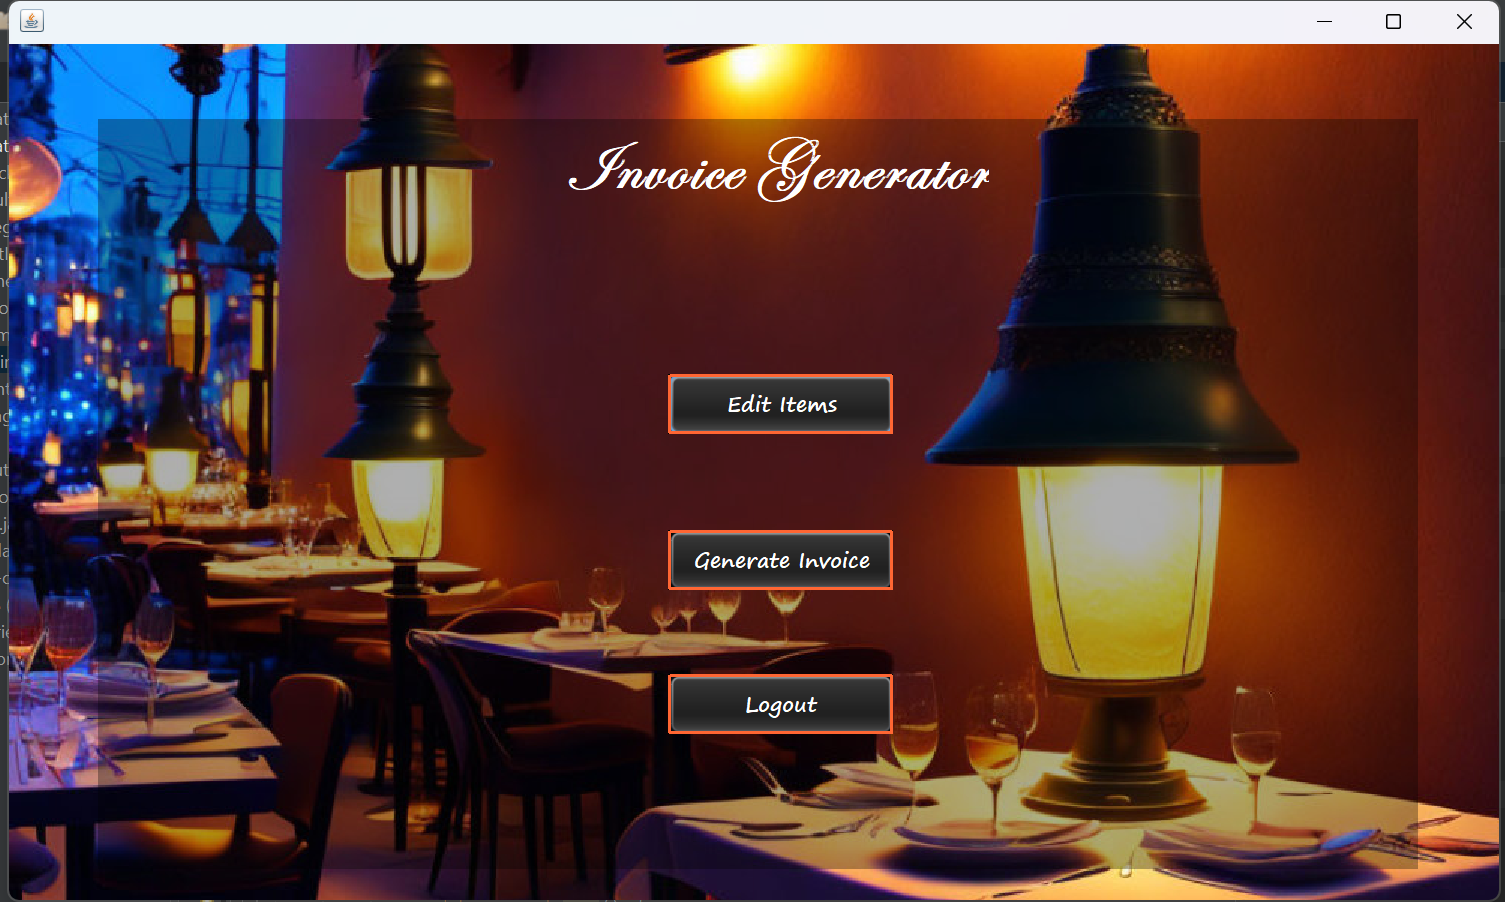 Invoice Generator
Edit Items
Generate Invoice
Logout